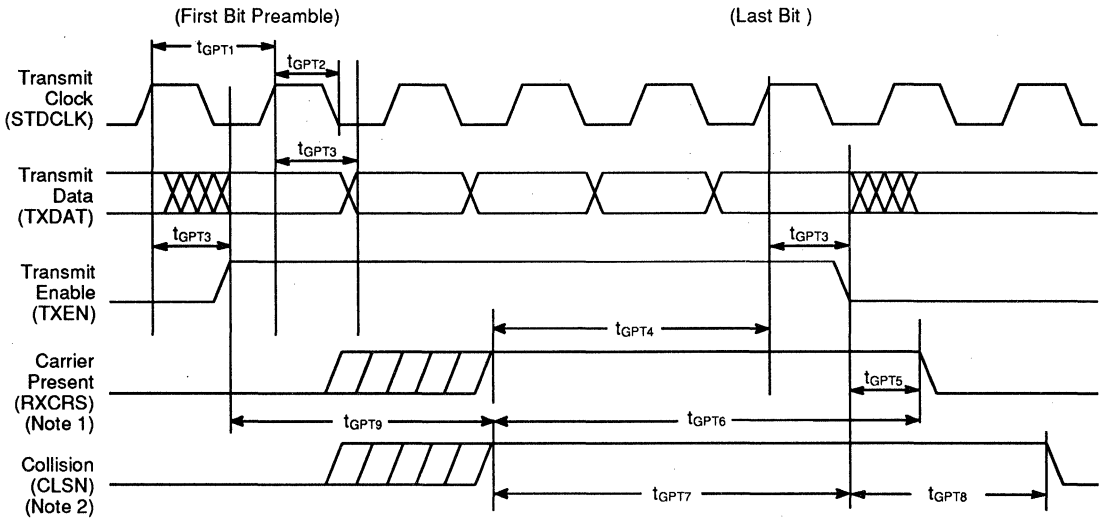 (First Bit Preamble)
(Last Bit )
tGPT1
tGPT2
Transmit
Clock
(STDCLK)
tGPT3
Transmit
Data
(TXDAT)
tGPT3
tGPT3
Transmit
Enable
(TXEN)
tGPT4
Carrier
Present
(RXCRS)
(Note 1)
tGPT5
tGPT9
tGPT6
Collision
(CLSN)
(Note 2)
tGPT7
tGPT8